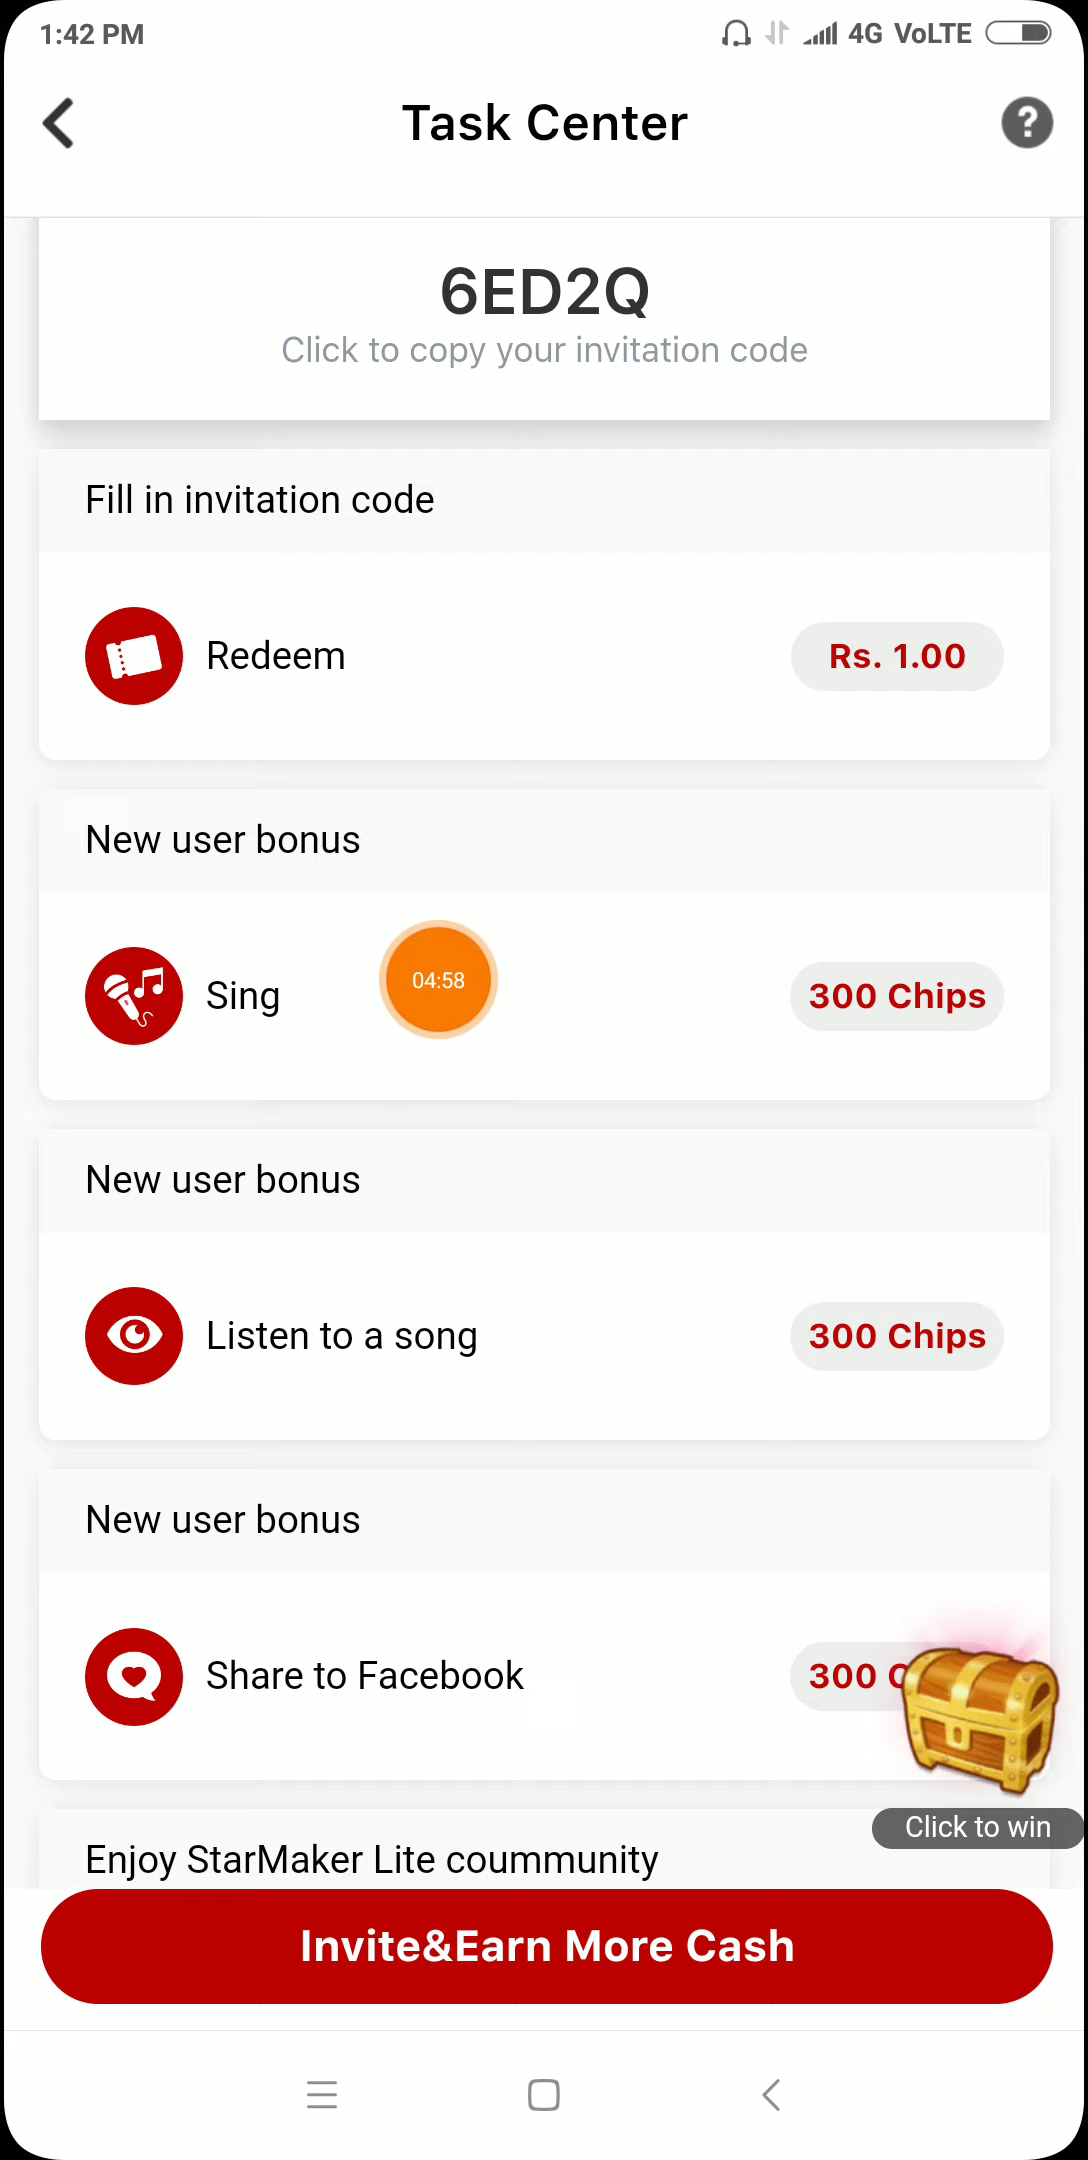 1:42 PM 4G VoLTE
Task Center ?
6ED2Q
Click to copy your invitation code
Fill in invitation code
Redeem Rs. 1.00
New user bonus
Sing 04:58 300 Chips
New user bonus
Listen to a song 300 Chips
New user bonus
Share to Facebook 300
Click to win
Enjoy StarMaker Lite coummunity
Invite&Earn More Cash